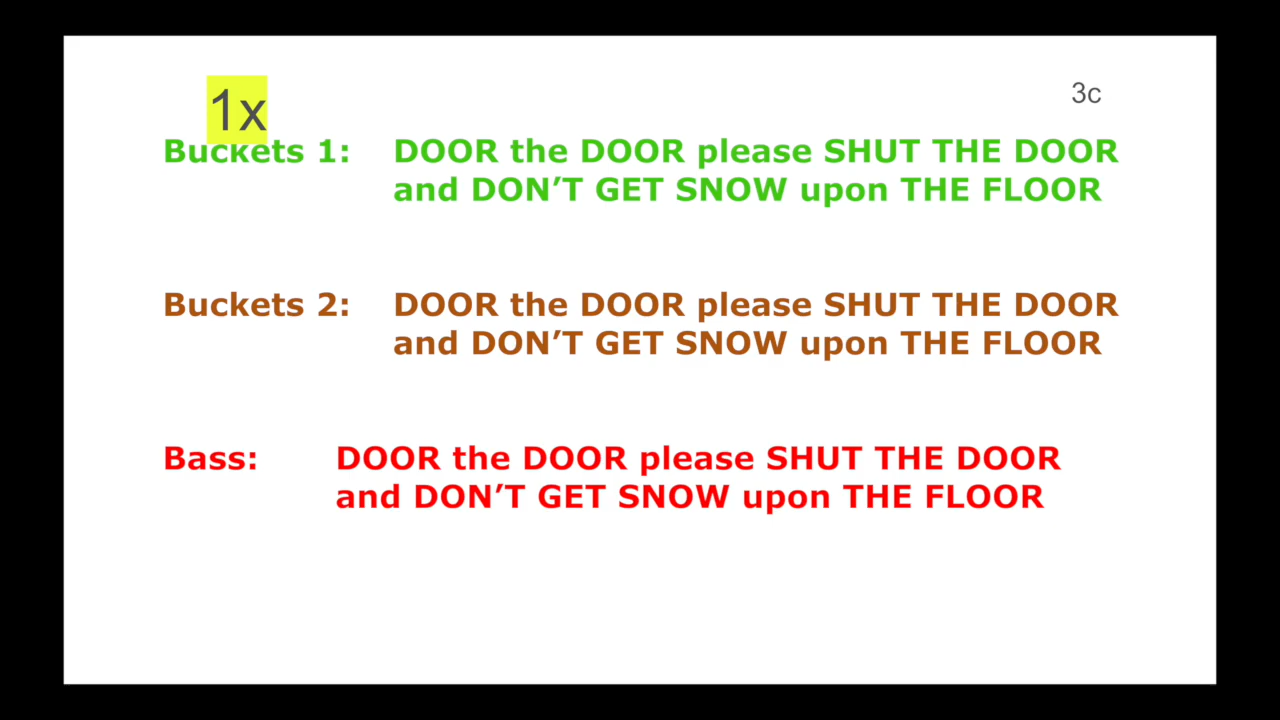 1x
3c
Buckets 1: DOOR the DOOR please SHUT THE DOOR
and DON’T GET SNOW upon THE FLOOR
Buckets 2: DOOR the DOOR please SHUT THE DOOR
and DON’T GET SNOW upon THE FLOOR
Bass: DOOR the DOOR please SHUT THE DOOR
and DON’T GET SNOW upon THE FLOOR